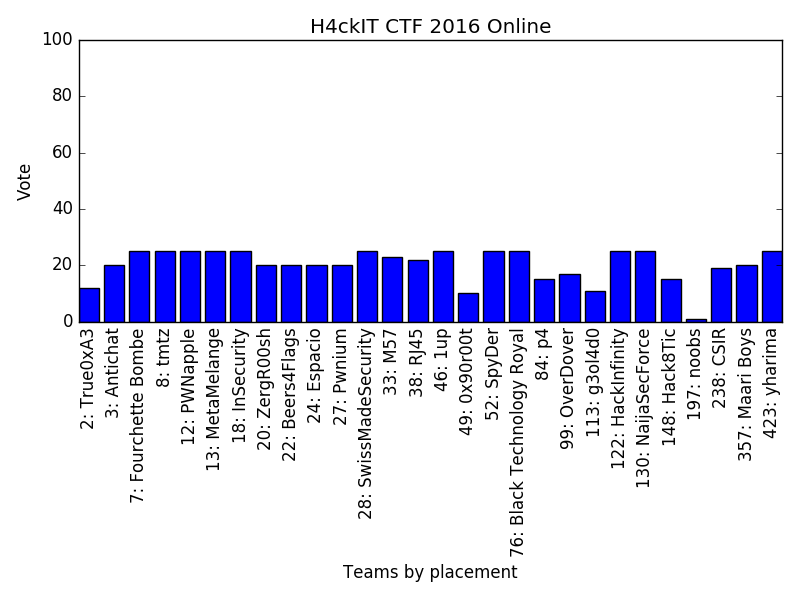 H4ckIT CTF 2016 Online
100
80
60
40
20
0
Vote
2: True0xA3
3: Antichat
7: Fourchette Bombe
8: tmtz
12: PWNapple
13: MetaMelange
18: InSecurity
20: ZergR00sh
22: Beers4Flags
24: Espacio
27: Pwnium
28: SwissMadeSecurity
33: M57
38: RJ45
46: 1up
49: 0x90r00t
52: SpyDer
76: Black Technology Royal
84: p4
99: OverDover
113: g3ol4d0
122: HackInfinity
130: NaijaSecForce
148: Hack8Tic
197: noobs
238: CSIR
357: Maari Boys
423: yharima
Teams by placement